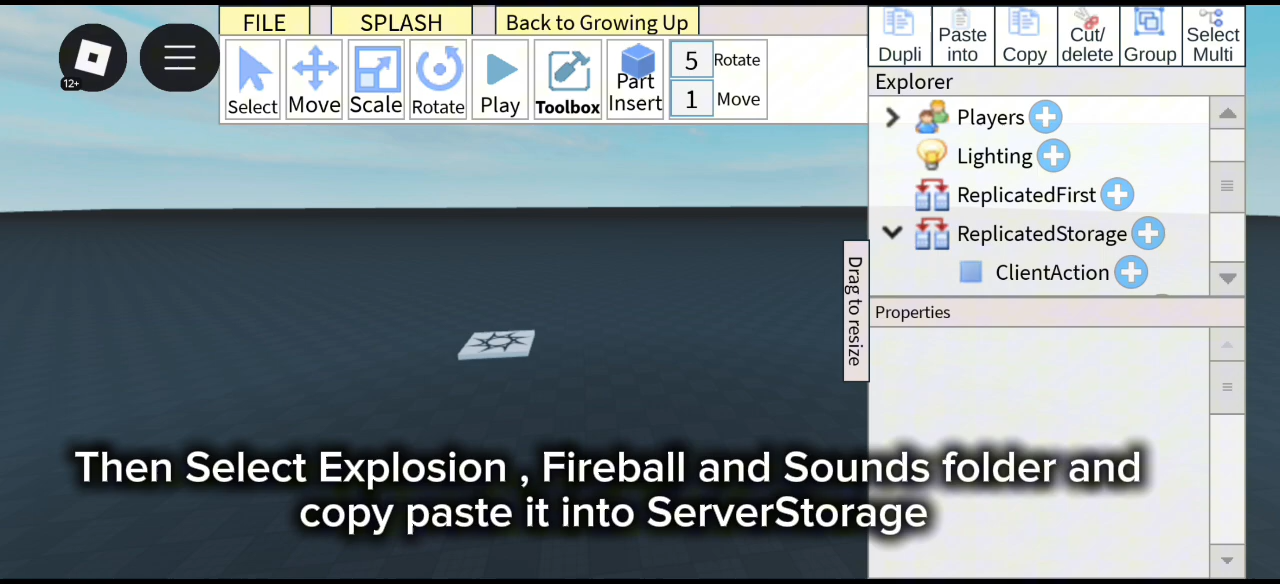 FILE
SPLASH
Back to Growing Up
Select
Move
Scale
Rotate
Play
Toolbox
Part
Insert
5
Rotate
1
Move
Dupli
Paste
into
Copy
Cut/
delete
Group
Select
Multi
12+
Explorer
Players
Lighting
ReplicatedFirst
ReplicatedStorage
ClientAction
Drag to resize
Properties
Then Select Explosion , Fireball and Sounds folder and
copy paste it into ServerStorage